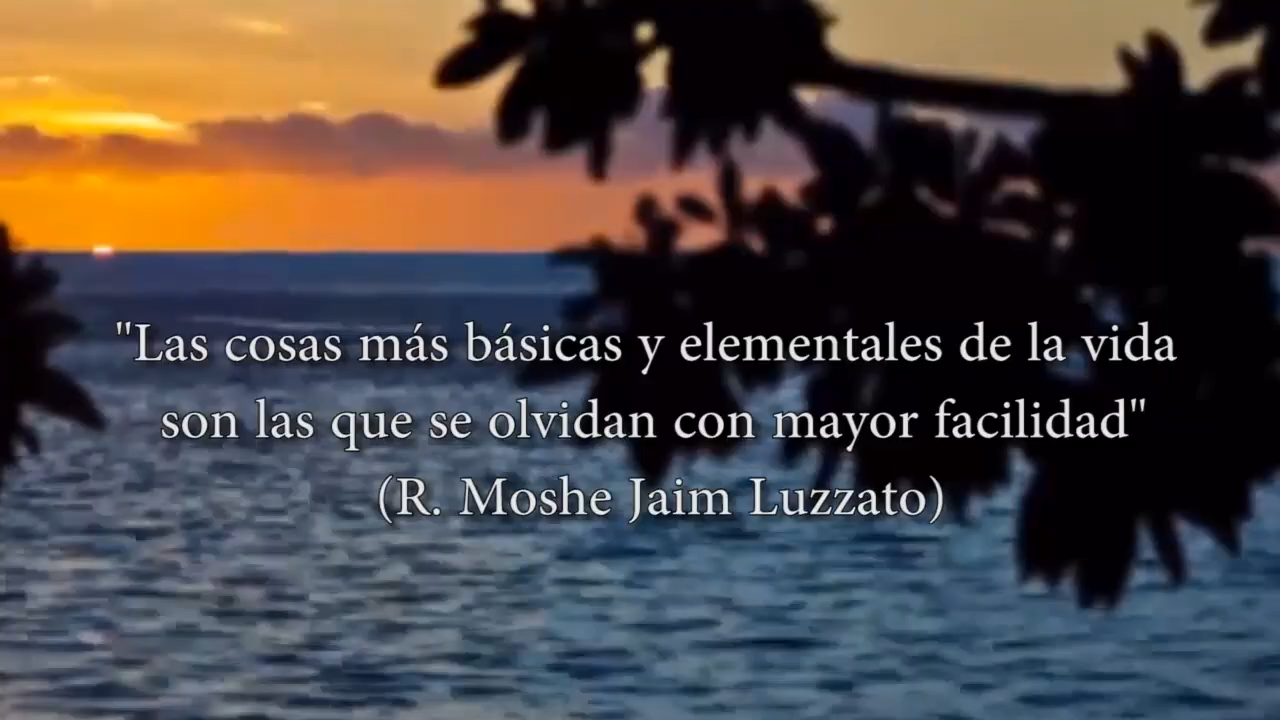 "Las cosas más básicas y elementales de la vida
son las que se olvidan con mayor facilidad"
(R. Moshe Jaim Luzzato)